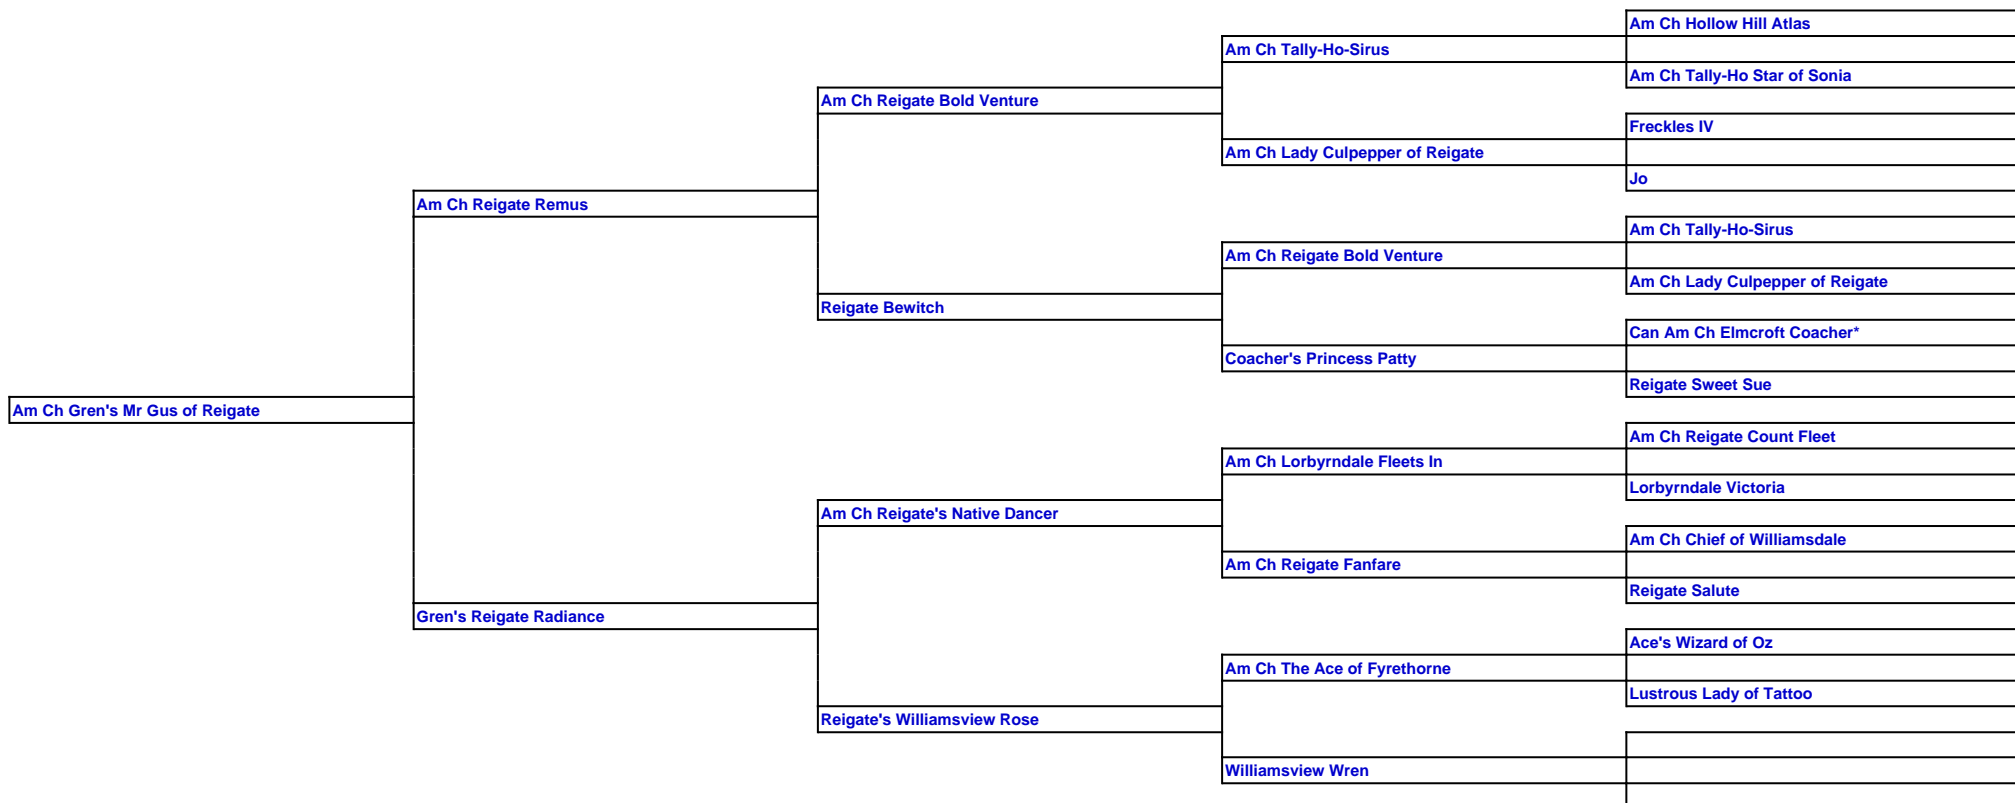 Am Ch Hollow Hill Atlas
Am Ch Tally-Ho-Sirus
Am Ch Tally-Ho Star of Sonia
Am Ch Reigate Bold Venture
Freckles IV
Am Ch Lady Culpepper of Reigate
Jo
Am Ch Reigate Remus
Am Ch Tally-Ho-Sirus
Am Ch Reigate Bold Venture
Am Ch Lady Culpepper of Reigate
Reigate Bewitch
Can Am Ch Elmcroft Coacher*
Coacher's Princess Patty
Reigate Sweet Sue
Am Ch Gren's Mr Gus of Reigate
Am Ch Reigate Count Fleet
Am Ch Lorbyrndale Fleets In
Lorbyrndale Victoria
Am Ch Reigate's Native Dancer
Am Ch Chief of Williamsdale
Am Ch Reigate Fanfare
Reigate Salute
Gren's Reigate Radiance
Ace's Wizard of Oz
Am Ch The Ace of Fyrethorne
Lustrous Lady of Tattoo
Reigate's Williamsview Rose
Williamsview Wren